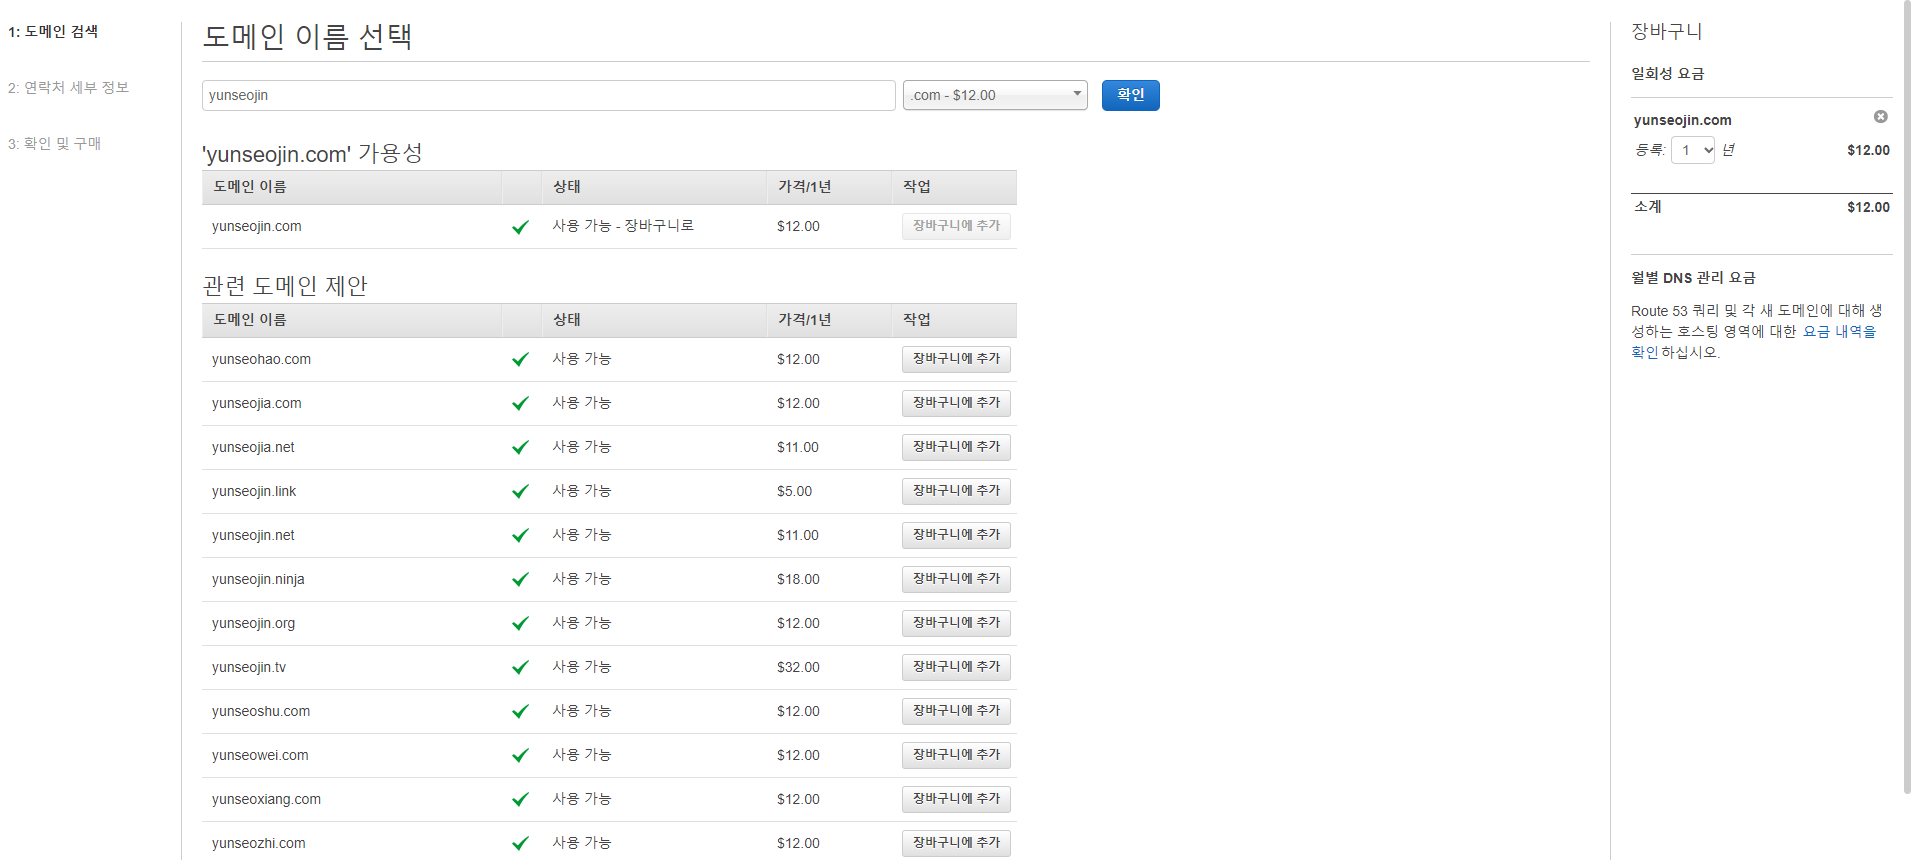 1: 도메인 검색
2: 연락처 세부 정보
3: 확인 및 구매
도메인 이름 선택
yunseojin .com - $12.00 확인
'yunseojin.com' 가용성
도메인 이름 상태 가격/1년 작업
yunseojin.com 사용 가능 - 장바구니로 $12.00 장바구니에 추가
관련 도메인 제안
도메인 이름 상태 가격/1년 작업
yunseohao.com 사용 가능 $12.00 장바구니에 추가
yunseojia.com 사용 가능 $12.00 장바구니에 추가
yunseojia.net 사용 가능 $11.00 장바구니에 추가
yunseojin.link 사용 가능 $5.00 장바구니에 추가
yunseojin.net 사용 가능 $11.00 장바구니에 추가
yunseojin.ninja 사용 가능 $18.00 장바구니에 추가
yunseojin.org 사용 가능 $12.00 장바구니에 추가
yunseojin.tv 사용 가능 $32.00 장바구니에 추가
yunseoshu.com 사용 가능 $12.00 장바구니에 추가
yunseowei.com 사용 가능 $12.00 장바구니에 추가
yunseoxiang.com 사용 가능 $12.00 장바구니에 추가
yunseozhi.com 사용 가능 $12.00 장바구니에 추가
장바구니
일회성 요금
yunseojin.com
등록: 1 년 $12.00
소계 $12.00
월별 DNS 관리 요금
Route 53 쿼리 및 각 새 도메인에 대해 생
성하는 호스팅 영역에 대한 요금 내역을
확인하십시오.